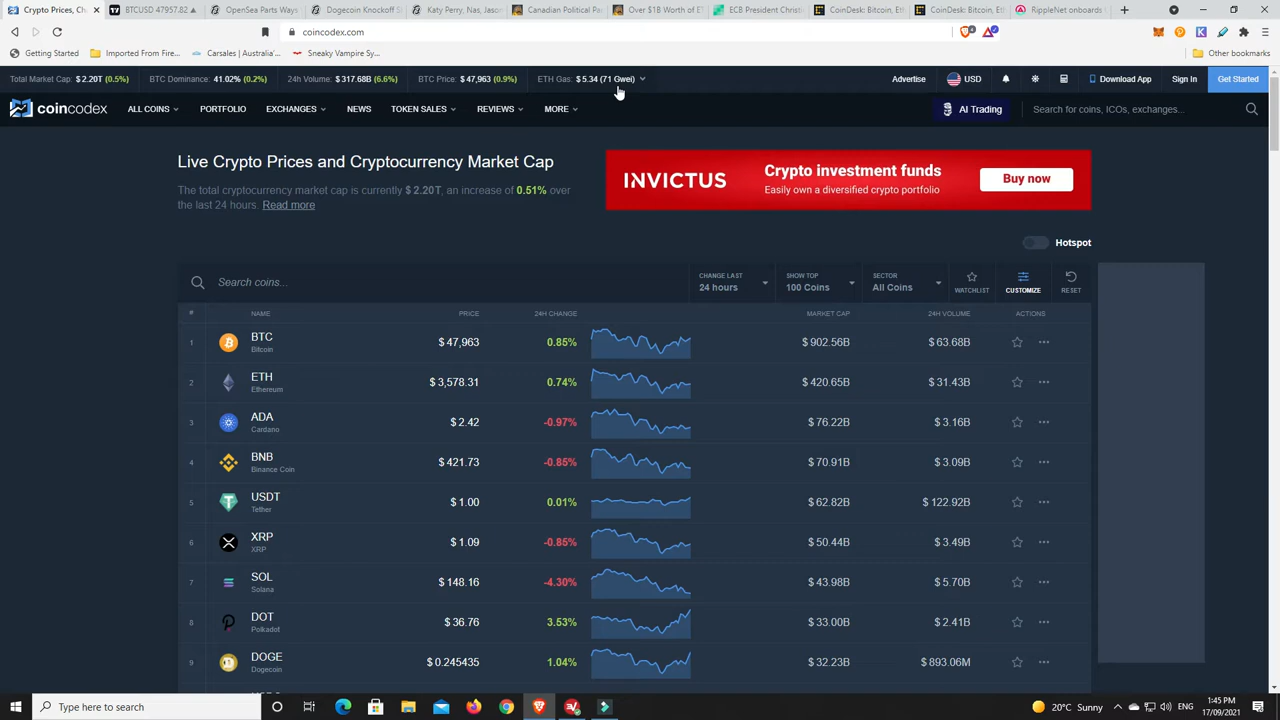 Crypto Prices, Ch
BTCUSD 47957.82
OpenSea Parts Ways
Dogecoin Knockoff S
Katy Perry, Nas, Jason
Canadian Political Pa
Over $1B Worth of E
ECB President Christi
CoinDesk: Bitcoin, Eth
CoinDesk: Bitcoin, Eth
RippleNet onboards
coincodex.com
Getting Started
Imported From Fire...
Carsales | Australia'...
Sneaky Vampire Sy...
Other bookmarks
Total Market Cap: $ 2.20T (0.5%)
BTC Dominance: 41.02% (0.2%)
24h Volume: $ 317.68B (6.6%)
BTC Price: $ 47,963 (0.9%)
ETH Gas: $ 5.34 (71 Gwei)
Advertise
USD
Download App
Sign In
Get Started
coincodex
ALL COINS
PORTFOLIO
EXCHANGES
NEWS
TOKEN SALES
REVIEWS
MORE
AI Trading
Search for coins, ICOs, exchanges...
Live Crypto Prices and Cryptocurrency Market Cap
The total cryptocurrency market cap is currently $ 2.20T, an increase of 0.51% over
the last 24 hours. Read more
INVICTUS
Crypto investment funds
Easily own a diversified crypto portfolio
Buy now
Hotspot
Search coins...
CHANGE LAST
24 hours
SHOW TOP
100 Coins
SECTOR
All Coins
WATCHLIST
CUSTOMIZE
RESET
# NAME PRICE 24H CHANGE MARKET CAP 24H VOLUME ACTIONS
1 BTC $ 47,963 0.85% $ 902.56B $ 63.68B
Bitcoin
2 ETH $ 3,578.31 0.74% $ 420.65B $ 31.43B
Ethereum
3 ADA $ 2.42 -0.97% $ 76.22B $ 3.16B
Cardano
4 BNB $ 421.73 -0.85% $ 70.91B $ 3.09B
Binance Coin
5 USDT $ 1.00 0.01% $ 62.82B $ 122.92B
Tether
6 XRP $ 1.09 -0.85% $ 50.44B $ 3.49B
XRP
7 SOL $ 148.16 -4.30% $ 43.98B $ 5.70B
Solana
8 DOT $ 36.76 3.53% $ 33.00B $ 2.41B
Polkadot
9 DOGE $ 0.245435 1.04% $ 32.23B $ 893.06M
Dogecoin
Type here to search
20°C Sunny
ENG
1:45 PM
17/09/2021